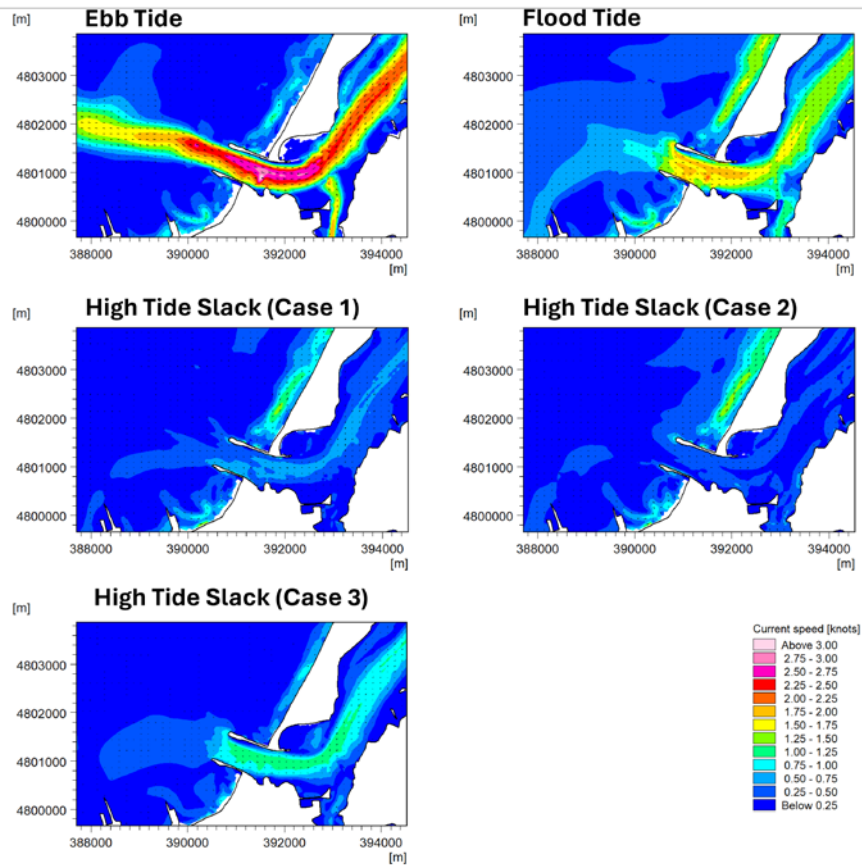 Ebb Tide
[m]
4803000
4802000
4801000
4800000
388000 390000 392000 394000
[m]
Flood Tide
[m]
4803000
4802000
4801000
4800000
388000 390000 392000 394000
[m]
High Tide Slack (Case 1)
[m]
4803000
4802000
4801000
4800000
388000 390000 392000 394000
[m]
High Tide Slack (Case 2)
[m]
4803000
4802000
4801000
4800000
388000 390000 392000 394000
[m]
High Tide Slack (Case 3)
[m]
4803000
4802000
4801000
4800000
388000 390000 392000 394000
[m]
Current speed [knots]
Above 3.00
2.75 - 3.00
2.50 - 2.75
2.25 - 2.50
2.00 - 2.25
1.75 - 2.00
1.50 - 1.75
1.25 - 1.50
1.00 - 1.25
0.75 - 1.00
0.50 - 0.75
0.25 - 0.50
Below 0.25